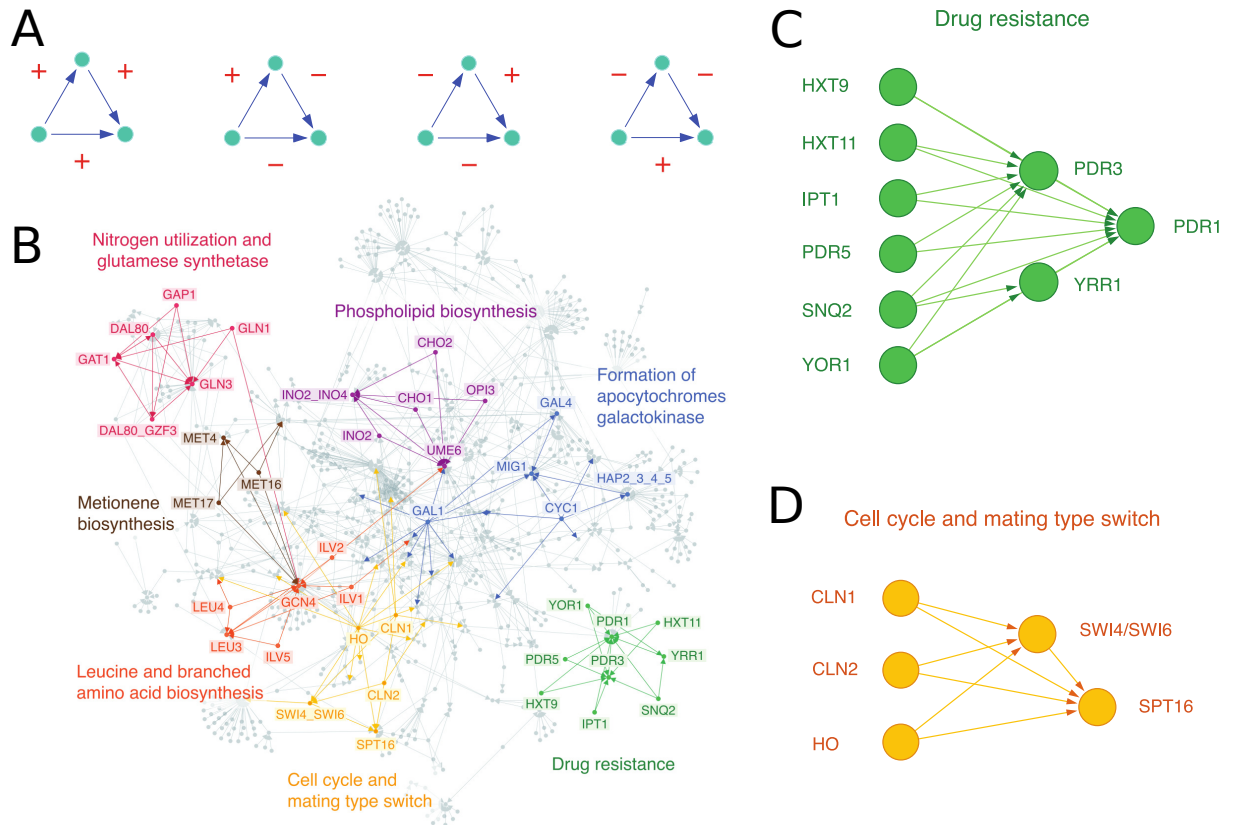 A
+ +
+
+ −
−
− +
−
− −
+
B
Nitrogen utilization and
glutamese synthetase
GAP1
DAL80
GLN1
GAT1
GLN3
DAL80_GZF3
Phospholipid biosynthesis
CHO2
INO2_INO4
CHO1
OPI3
INO2
UME6
Formation of
apocytochromes
galactokinase
GAL4
MIG1
HAP2_3_4_5
GAL1
CYC1
MET4
MET16
MET17
Metionene
biosynthesis
ILV2
GCN4
ILV1
LEU4
LEU3
ILV5
Leucine and branched
amino acid biosynthesis
HO
CLN1
CLN2
SWI4_SWI6
SPT16
Cell cycle and
mating type switch
YOR1
PDR1
HXT11
PDR5
PDR3
YRR1
HXT9
IPT1
SNQ2
Drug resistance
C
Drug resistance
HXT9
HXT11
PDR3
IPT1
PDR1
PDR5
YRR1
SNQ2
YOR1
D
Cell cycle and mating type switch
CLN1
SWI4/SWI6
CLN2
SPT16
HO